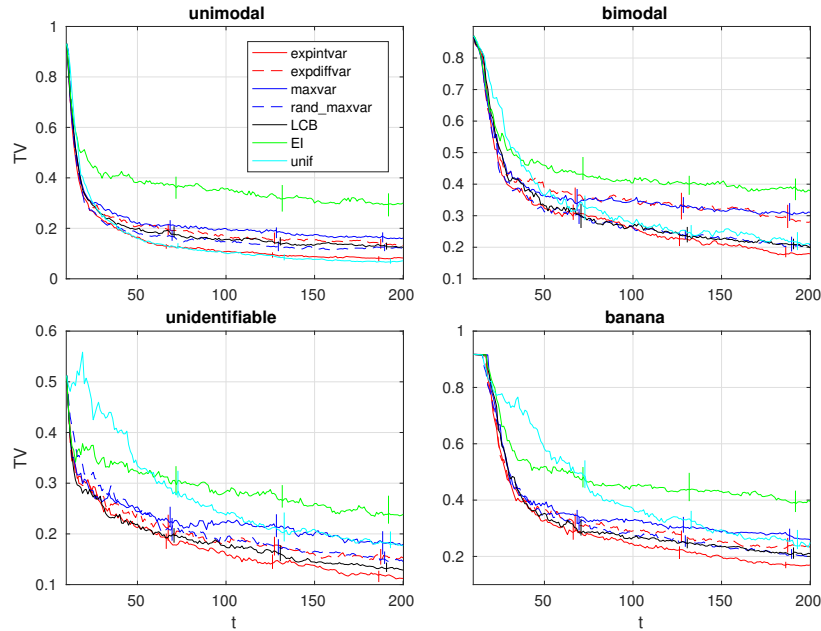 unimodal
bimodal
TV
1
0.8
0.6
0.4
0.2
0
50
100
150
200
expintvar
expdiffvar
maxvar
rand_maxvar
LCB
EI
unif
0.8
0.7
0.6
0.5
0.4
0.3
0.2
0.1
50
100
150
200
unidentifiable
banana
TV
0.6
0.5
0.4
0.3
0.2
0.1
50
100
150
200
t
1
0.8
0.6
0.4
0.2
50
100
150
200
t